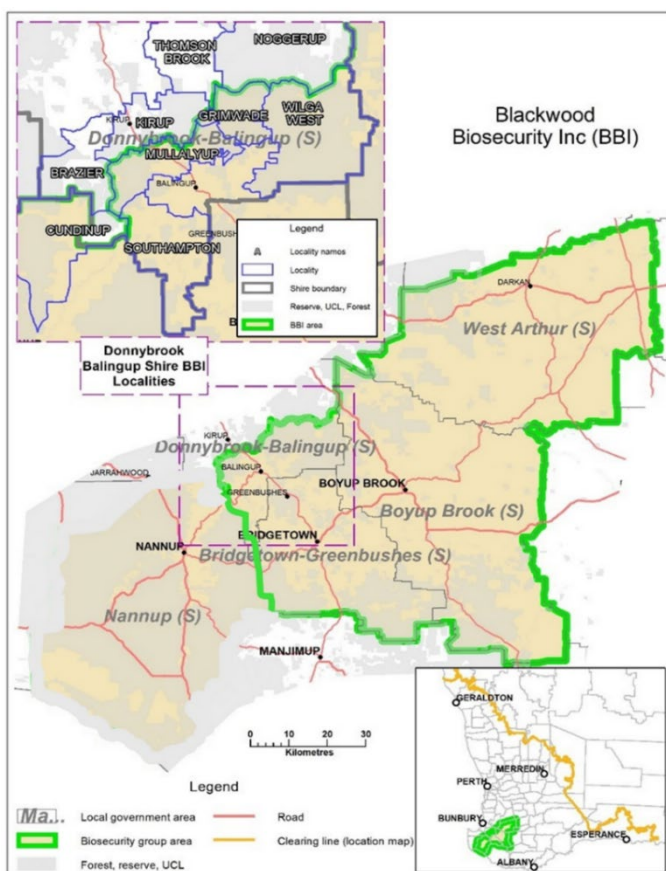 THOMSON
BROOK
NOGGERUP
KIRUP
KIRUP
GRIMWADE
WILGA
WEST
Donnybrook-Balingup (S)
MULLALYUP
BRAZIER
BALINGUP
CUNDINUP
SOUTHAMPTON
GREENBUSHES
Legend
A Locality names
Locality
Shire boundary
Reserve, UCL, Forest
BBI area
Blackwood
Biosecurity Inc (BBI)
Donnybrook
Balingup Shire BBI
Localities
DARKAN
West Arthur (S)
KIRUP
Donnybrook-Balingup (S)
JARRAHWOOD
BALINGUP
GREENBUSHES
BOYUP BROOK
Boyup Brook (S)
BRIDGETOWN
NANNUP
Bridgetown-Greenbushes (S)
Nannup (S)
MANJIMUP
0 10 20 30
Kilometres
Legend
Ma... Local government area
Road
Biosecurity group area
Clearing line (location map)
Forest, reserve, UCL
GERALDTON
MERREDIN
PERTH
BUNBURY
ESPERANCE
ALBANY